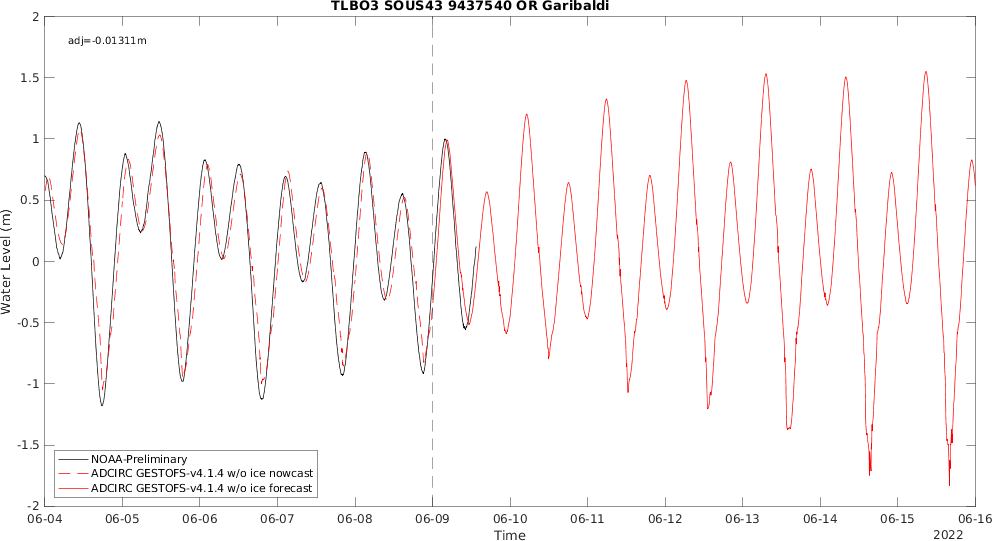 TLBO3 SOUS43 9437540 OR Garibaldi
adj=-0.01311m
2
1.5
1
0.5
0
-0.5
-1
-1.5
-2
Water Level (m)
NOAA-Preliminary
ADCIRC GESTOFS-v4.1.4 w/o ice nowcast
ADCIRC GESTOFS-v4.1.4 w/o ice forecast
06-04 06-05 06-06 06-07 06-08 06-09 06-10 06-11 06-12 06-13 06-14 06-15 06-16
Time
2022